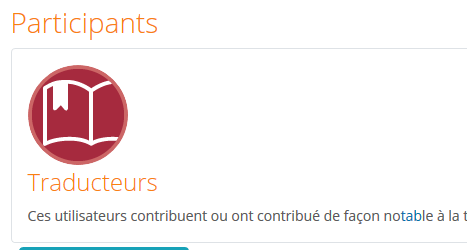 Participants
Traducteurs
Ces utilisateurs contribuent ou ont contribué de façon notable à la